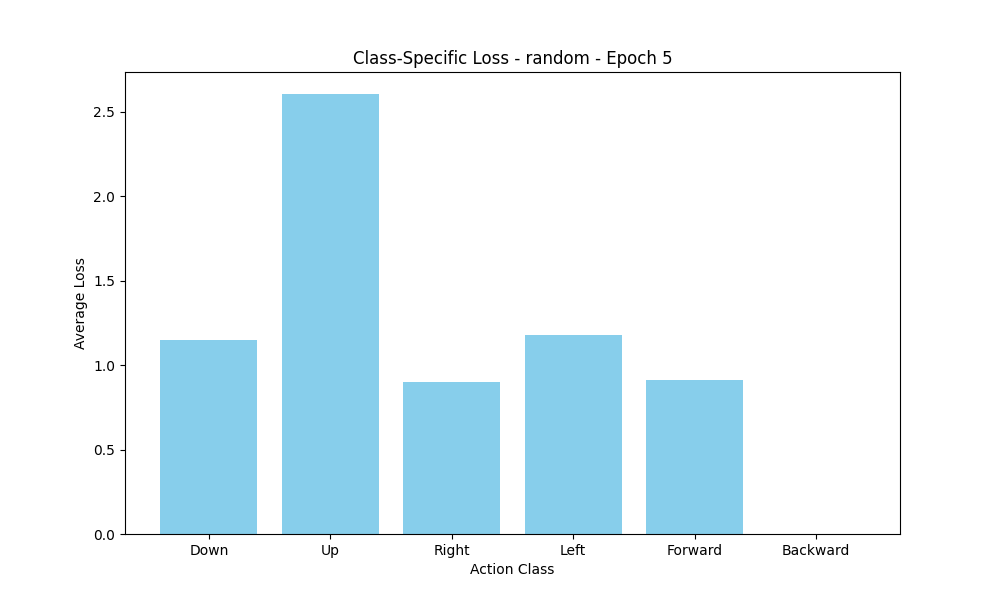 Class-Specific Loss - random - Epoch 5
Average Loss
2.5
2.0
1.5
1.0
0.5
0.0
Down Up Right Left Forward Backward
Action Class